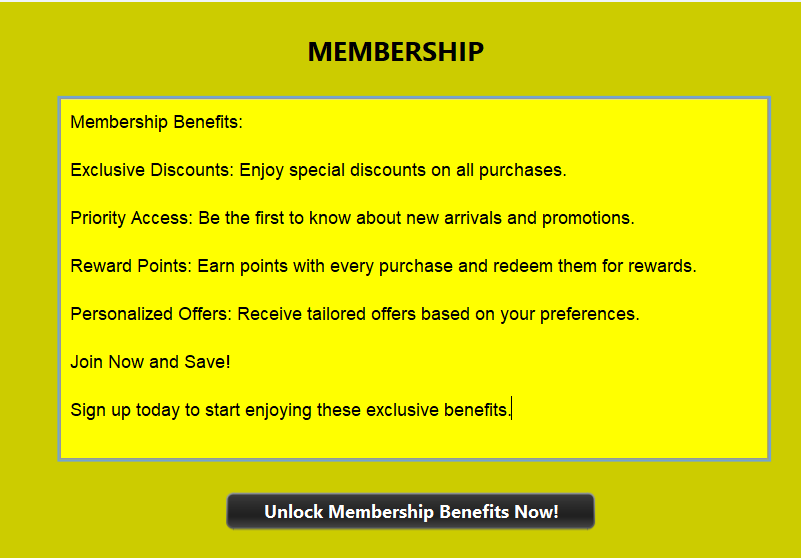 MEMBERSHIP
Membership Benefits:
Exclusive Discounts: Enjoy special discounts on all purchases.
Priority Access: Be the first to know about new arrivals and promotions.
Reward Points: Earn points with every purchase and redeem them for rewards.
Personalized Offers: Receive tailored offers based on your preferences.
Join Now and Save!
Sign up today to start enjoying these exclusive benefits.
Unlock Membership Benefits Now!